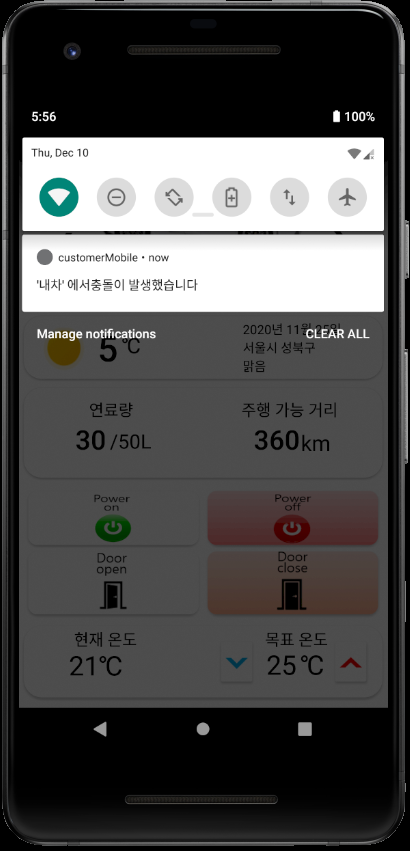 5:56
100%
Thu, Dec 10
customerMobile • now
'내차' 에서충돌이 발생했습니다
Manage notifications
CLEAR ALL
5℃
2020년 11월 25일
서울시 성북구
맑음
연료량
주행 가능 거리
30 /50L
360km
Power
on
Power
off
Door
open
Door
close
현재 온도
목표 온도
21℃
25℃